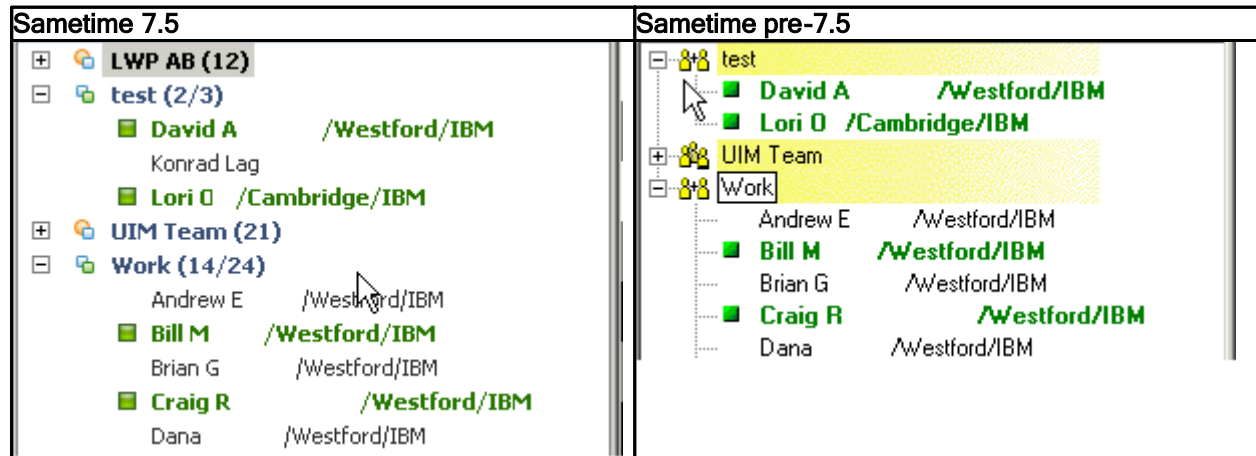 Sametime 7.5
LWP AB (12)
test (2/3)
David A /Westford/IBM
Konrad Lag
Lori O /Cambridge/IBM
UIM Team (21)
Work (14/24)
Andrew E /Westford/IBM
Bill M /Westford/IBM
Brian G /Westford/IBM
Craig R /Westford/IBM
Dana /Westford/IBM
Sametime pre-7.5
test
David A /Westford/IBM
Lori O /Cambridge/IBM
UIM Team
Work
Andrew E /Westford/IBM
Bill M /Westford/IBM
Brian G /Westford/IBM
Craig R /Westford/IBM
Dana /Westford/IBM